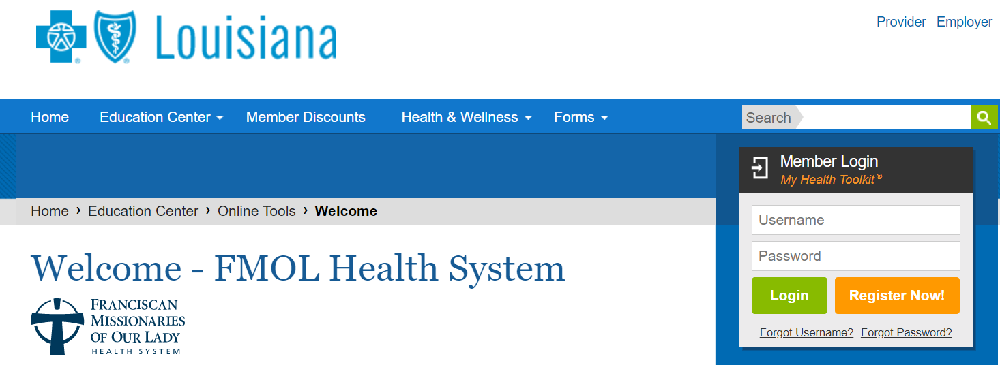 Louisiana
Provider Employer
Home Education Center Member Discounts Health & Wellness Forms Search
Member Login
My Health Toolkit®
Home › Education Center › Online Tools › Welcome
Username
Password
Login Register Now!
Forgot Username? Forgot Password?
Welcome - FMOL Health System
FRANCISCAN
MISSIONARIES
OF OUR LADY
HEALTH SYSTEM